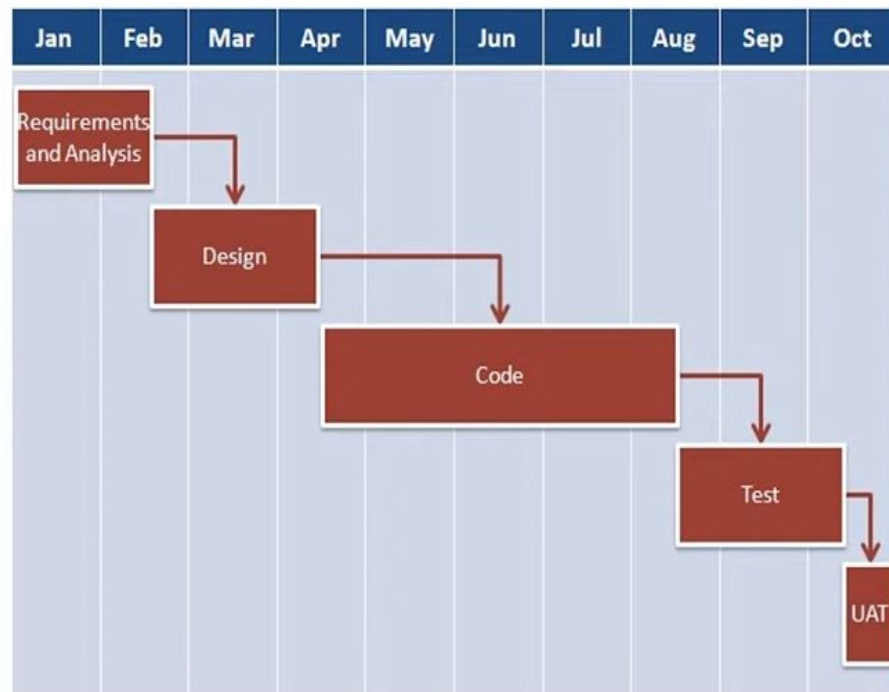 Jan Feb Mar Apr May Jun Jul Aug Sep Oct
Requirements
and Analysis
Design
Code
Test
UAT